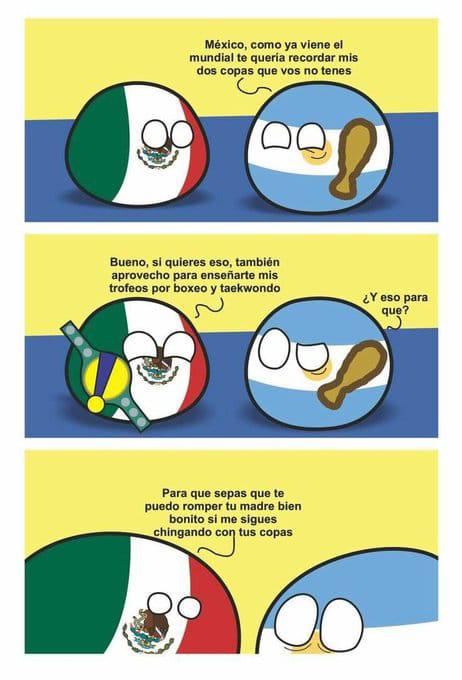 México, como ya viene el
mundial te quería recordar mis
dos copas que vos no tenes
Bueno, si quieres eso, también
aprovecho para enseñarte mis
trofeos por boxeo y taekwondo
¿Y eso para
que?
Para que sepas que te
puedo romper tu madre bien
bonito si me sigues
chingando con tus copas